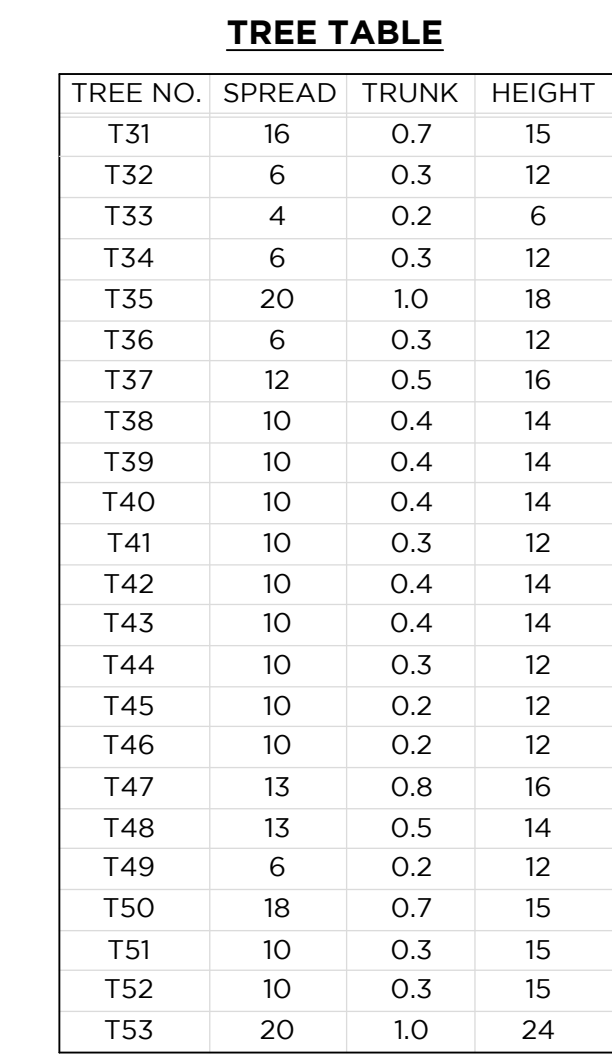 TREE TABLE
TREE NO. SPREAD TRUNK HEIGHT
T31 16 0.7 15
T32 6 0.3 12
T33 4 0.2 6
T34 6 0.3 12
T35 20 1.0 18
T36 6 0.3 12
T37 12 0.5 16
T38 10 0.4 14
T39 10 0.4 14
T40 10 0.4 14
T41 10 0.3 12
T42 10 0.4 14
T43 10 0.4 14
T44 10 0.3 12
T45 10 0.2 12
T46 10 0.2 12
T47 13 0.8 16
T48 13 0.5 14
T49 6 0.2 12
T50 18 0.7 15
T51 10 0.3 15
T52 10 0.3 15
T53 20 1.0 24